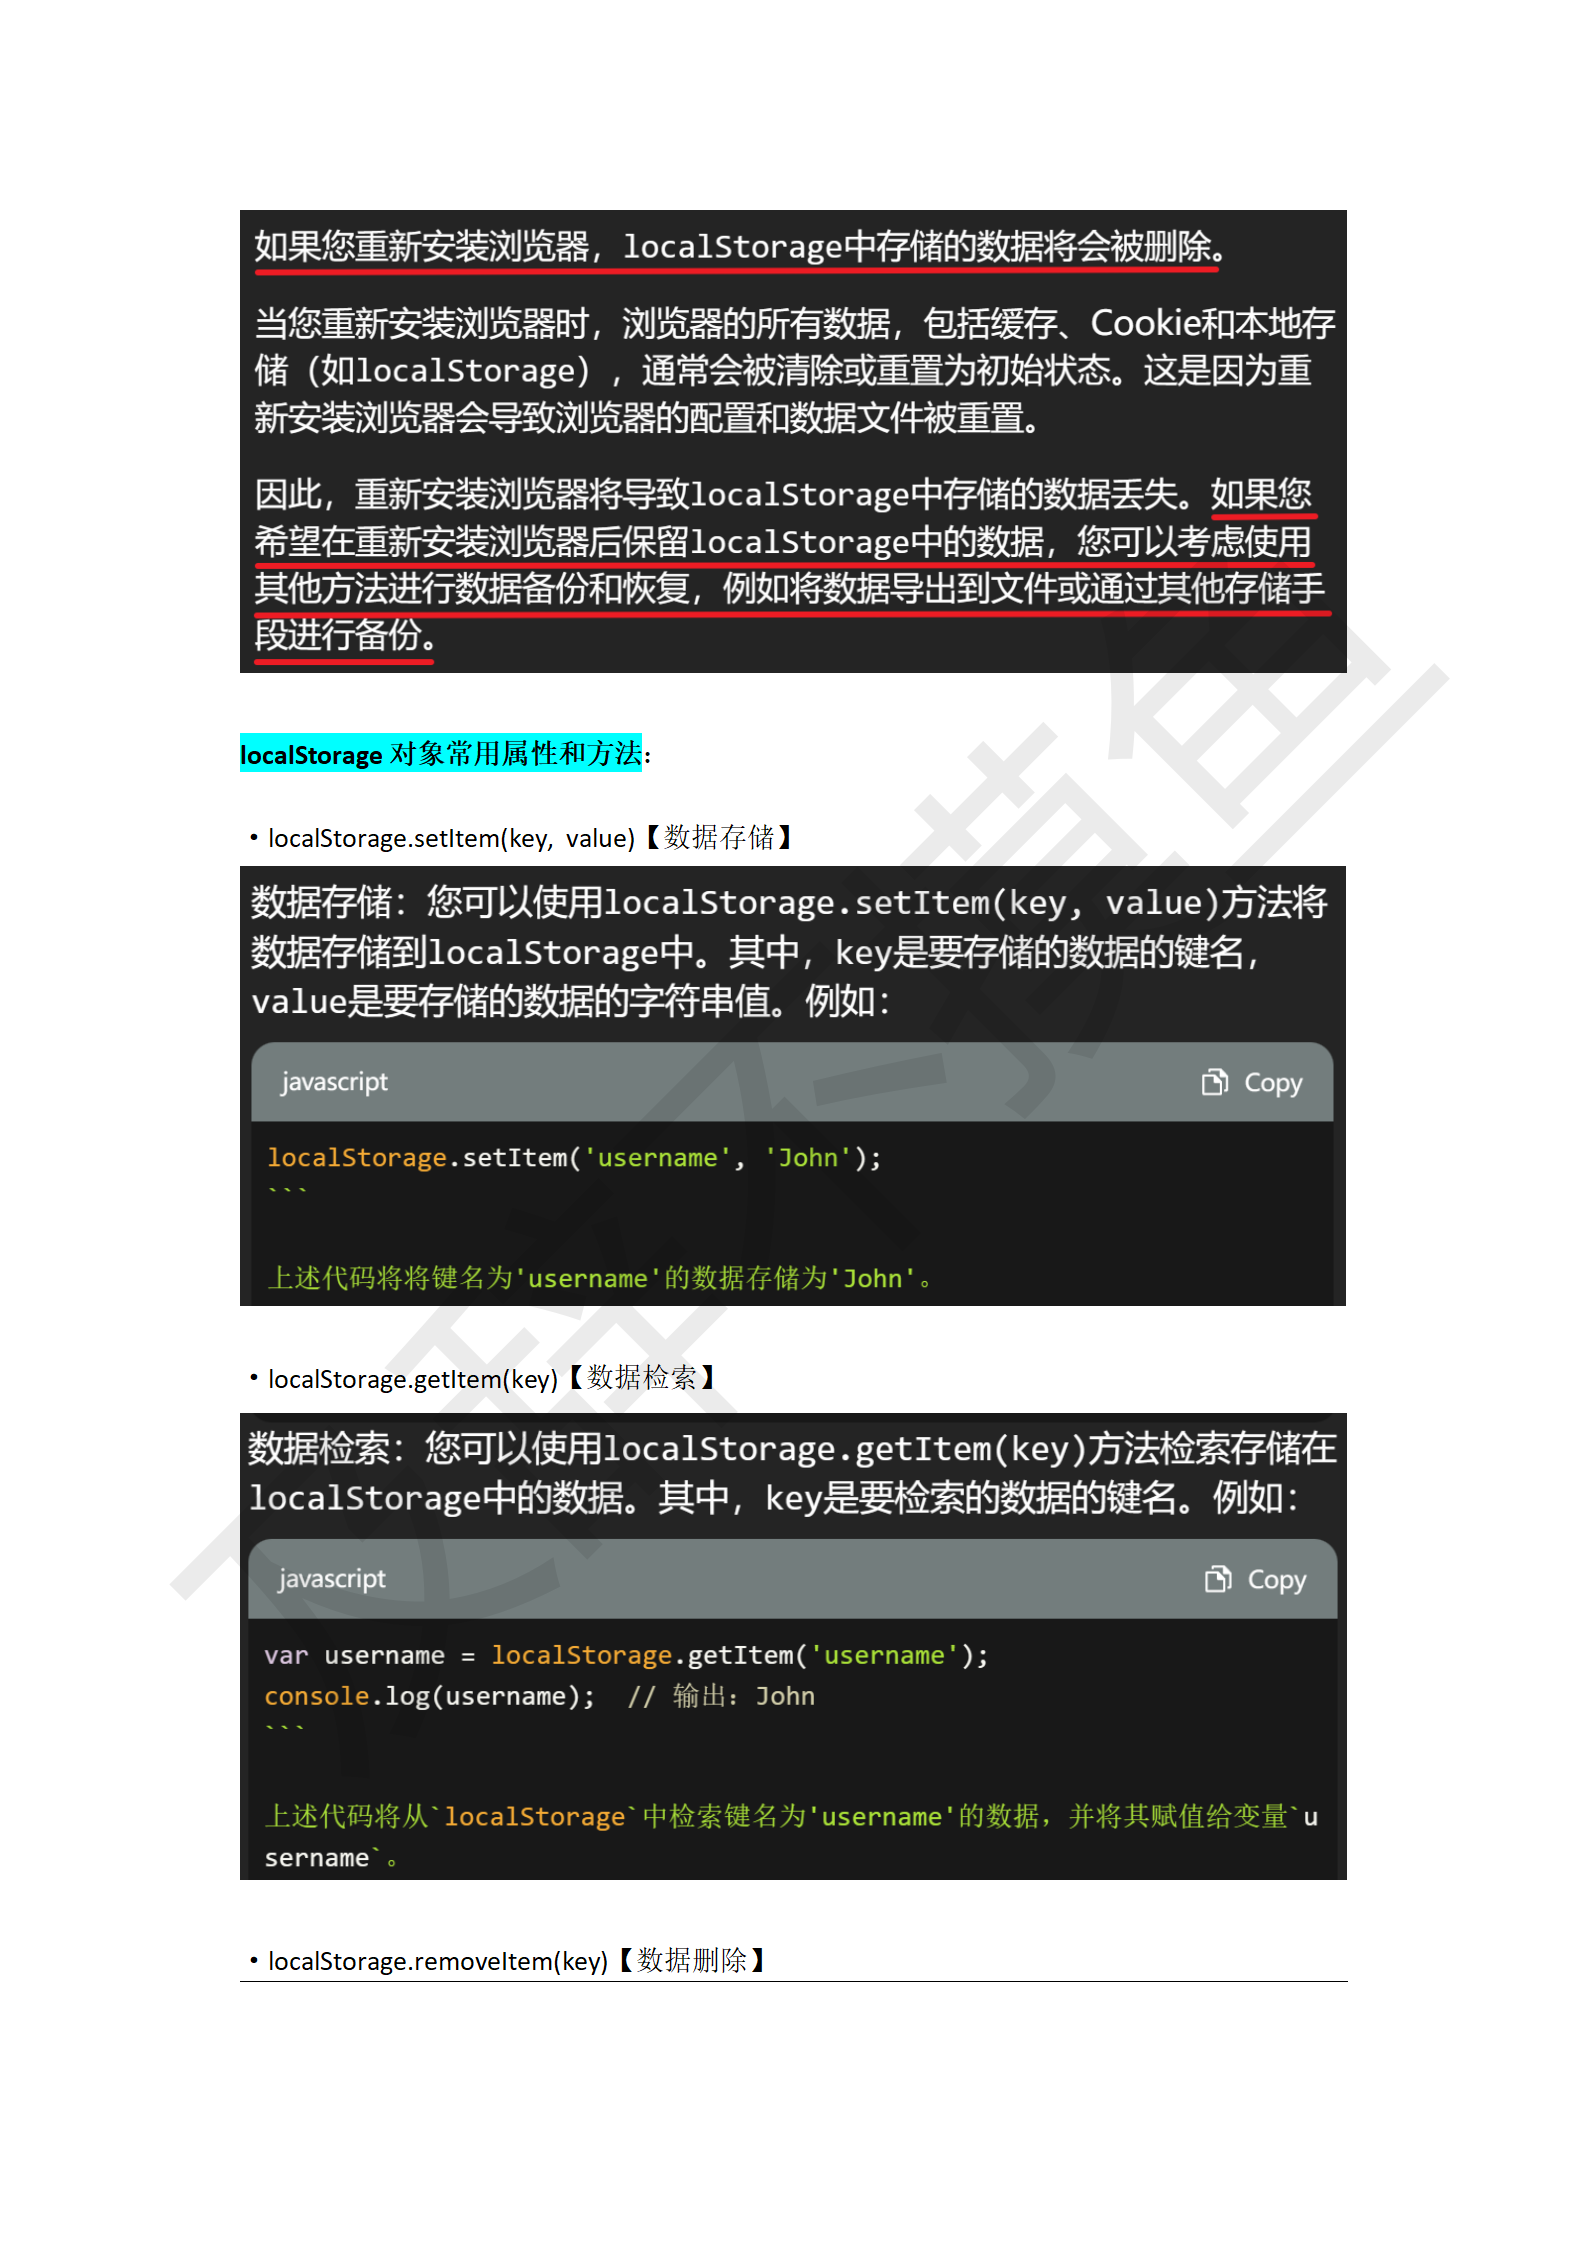 如果您重新安装浏览器，localStorage中存储的数据将会被删除。
当您重新安装浏览器时，浏览器的所有数据，包括缓存、Cookie和本地存
储（如localStorage），通常会被清除或重置为初始状态。这是因为重
新安装浏览器会导致浏览器的配置和数据文件被重置。
因此，重新安装浏览器将导致localStorage中存储的数据丢失。如果您
希望在重新安装浏览器后保留localStorage中的数据，您可以考虑使用
其他方法进行数据备份和恢复，例如将数据导出到文件或通过其他存储手
段进行备份。
localStorage 对象常用属性和方法：
• localStorage.setItem(key, value)【数据存储】
数据存储：您可以使用localStorage.setItem(key, value)方法将
数据存储到localStorage中。其中，key是要存储的数据的键名，
value是要存储的数据的字符串值。例如：
javascript Copy
localStorage.setItem('username', 'John');
```
上述代码将将键名为'username'的数据存储为'John'。
• localStorage.getItem(key)【数据检索】
数据检索：您可以使用localStorage.getItem(key)方法检索存储在
localStorage中的数据。其中，key是要检索的数据的键名。例如：
javascript Copy
var username = localStorage.getItem('username');
console.log(username);  // 输出：John
```
上述代码将从`localStorage`中检索键名为'username'的数据，并将其赋值给变量`u
sername`。
• localStorage.removeItem(key)【数据删除】